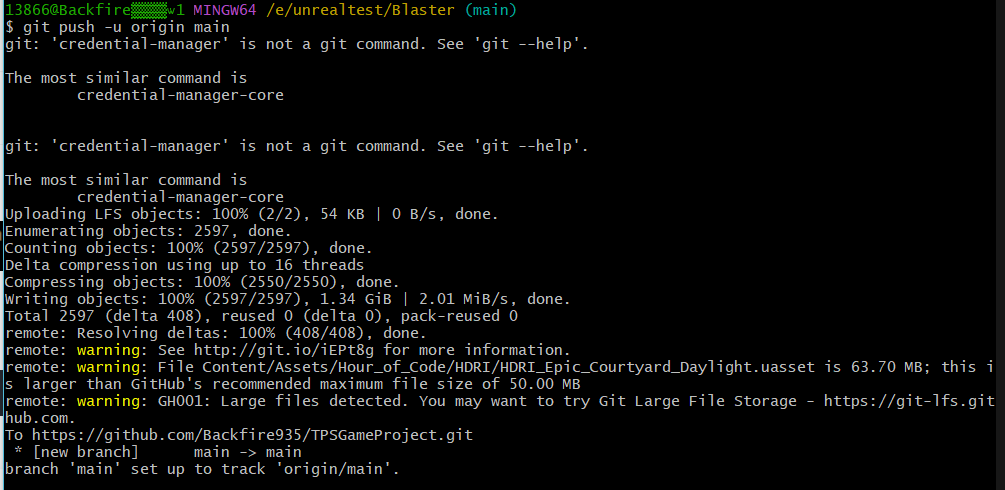 13866@Backfire▒▒▒▒w1 MINGW64 /e/unrealtest/Blaster (main)
$ git push -u origin main
git: 'credential-manager' is not a git command. See 'git --help'.
The most similar command is
credential-manager-core
git: 'credential-manager' is not a git command. See 'git --help'.
The most similar command is
credential-manager-core
Uploading LFS objects: 100% (2/2), 54 KB | 0 B/s, done.
Enumerating objects: 2597, done.
Counting objects: 100% (2597/2597), done.
Delta compression using up to 16 threads
Compressing objects: 100% (2550/2550), done.
Writing objects: 100% (2597/2597), 1.34 GiB | 2.01 MiB/s, done.
Total 2597 (delta 408), reused 0 (delta 0), pack-reused 0
remote: Resolving deltas: 100% (408/408), done.
remote: warning: See http://git.io/iEPt8g for more information.
remote: warning: File Content/Assets/Hour_of_Code/HDRI/HDRI_Epic_Courtyard_Daylight.uasset is 63.70 MB; this i
s larger than GitHub's recommended maximum file size of 50.00 MB
remote: warning: GH001: Large files detected. You may want to try Git Large File Storage - https://git-lfs.git
hub.com.
To https://github.com/Backfire935/TPSGameProject.git
* [new branch]      main -> main
branch 'main' set up to track 'origin/main'.